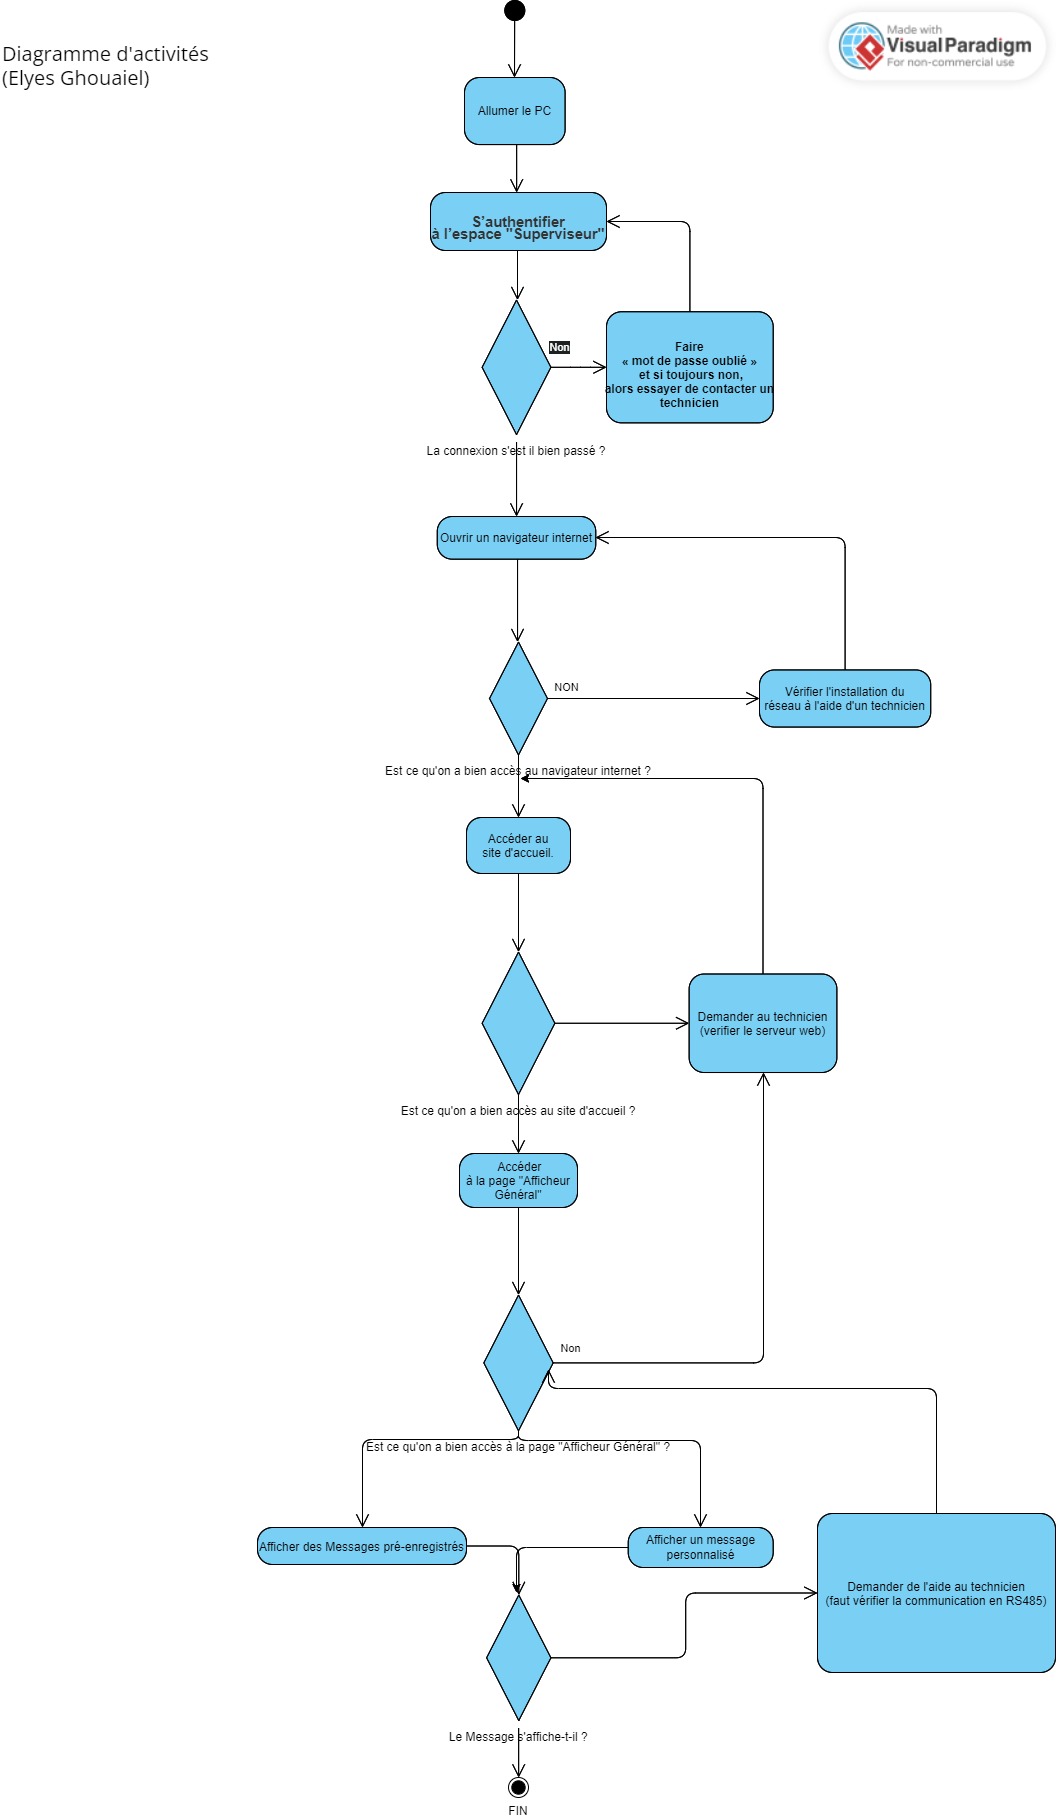 Made with
Visual Paradigm
For non-commercial use
Diagramme d'activités
(Elyes Ghouaiel)
Allumer le PC
S'authentifier
à l'espace "Superviseur"
Non
Faire
« mot de passe oublié »
et si toujours non,
alors essayer de contacter un
technicien
La connexion s'est il bien passé ?
Ouvrir un navigateur internet
NON
Vérifier l'installation du
réseau à l'aide d'un technicien
Est ce qu'on a bien accès au navigateur internet ?
Accéder au
site d'accueil.
Demander au technicien
(verifier le serveur web)
Est ce qu'on a bien accès au site d'accueil ?
Accéder
à la page "Afficheur
Général"
Non
Est ce qu'on a bien accès à la page "Afficheur Général" ?
Afficher des Messages pré-enregistrés
Afficher un message
personnalisé
Demander de l'aide au technicien
(faut vérifier la communication en RS485)
Le Message s'affiche-t-il ?
FIN